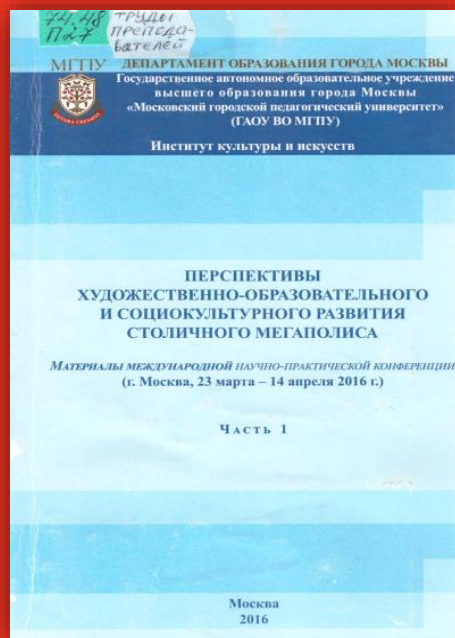 74.48
П27
ТРУДЫ
ПРЕПОДА-
вателей
МГПУ
ДЕПАРТАМЕНТ ОБРАЗОВАНИЯ ГОРОДА МОСКВЫ
Государственное автономное образовательное учреждение
высшего образования города Москвы
«Московский городской педагогический университет»
(ГАОУ ВО МГПУ)
Институт культуры и искусств
ПЕРСПЕКТИВЫ
ХУДОЖЕСТВЕННО-ОБРАЗОВАТЕЛЬНОГО
И СОЦИОКУЛЬТУРНОГО РАЗВИТИЯ
СТОЛИЧНОГО МЕГАПОЛИСА
МАТЕРИАЛЫ МЕЖДУНАРОДНОЙ НАУЧНО-ПРАКТИЧЕСКОЙ КОНФЕРЕНЦИИ
(г. Москва, 23 марта – 14 апреля 2016 г.)
ЧАСТЬ 1
Москва
2016